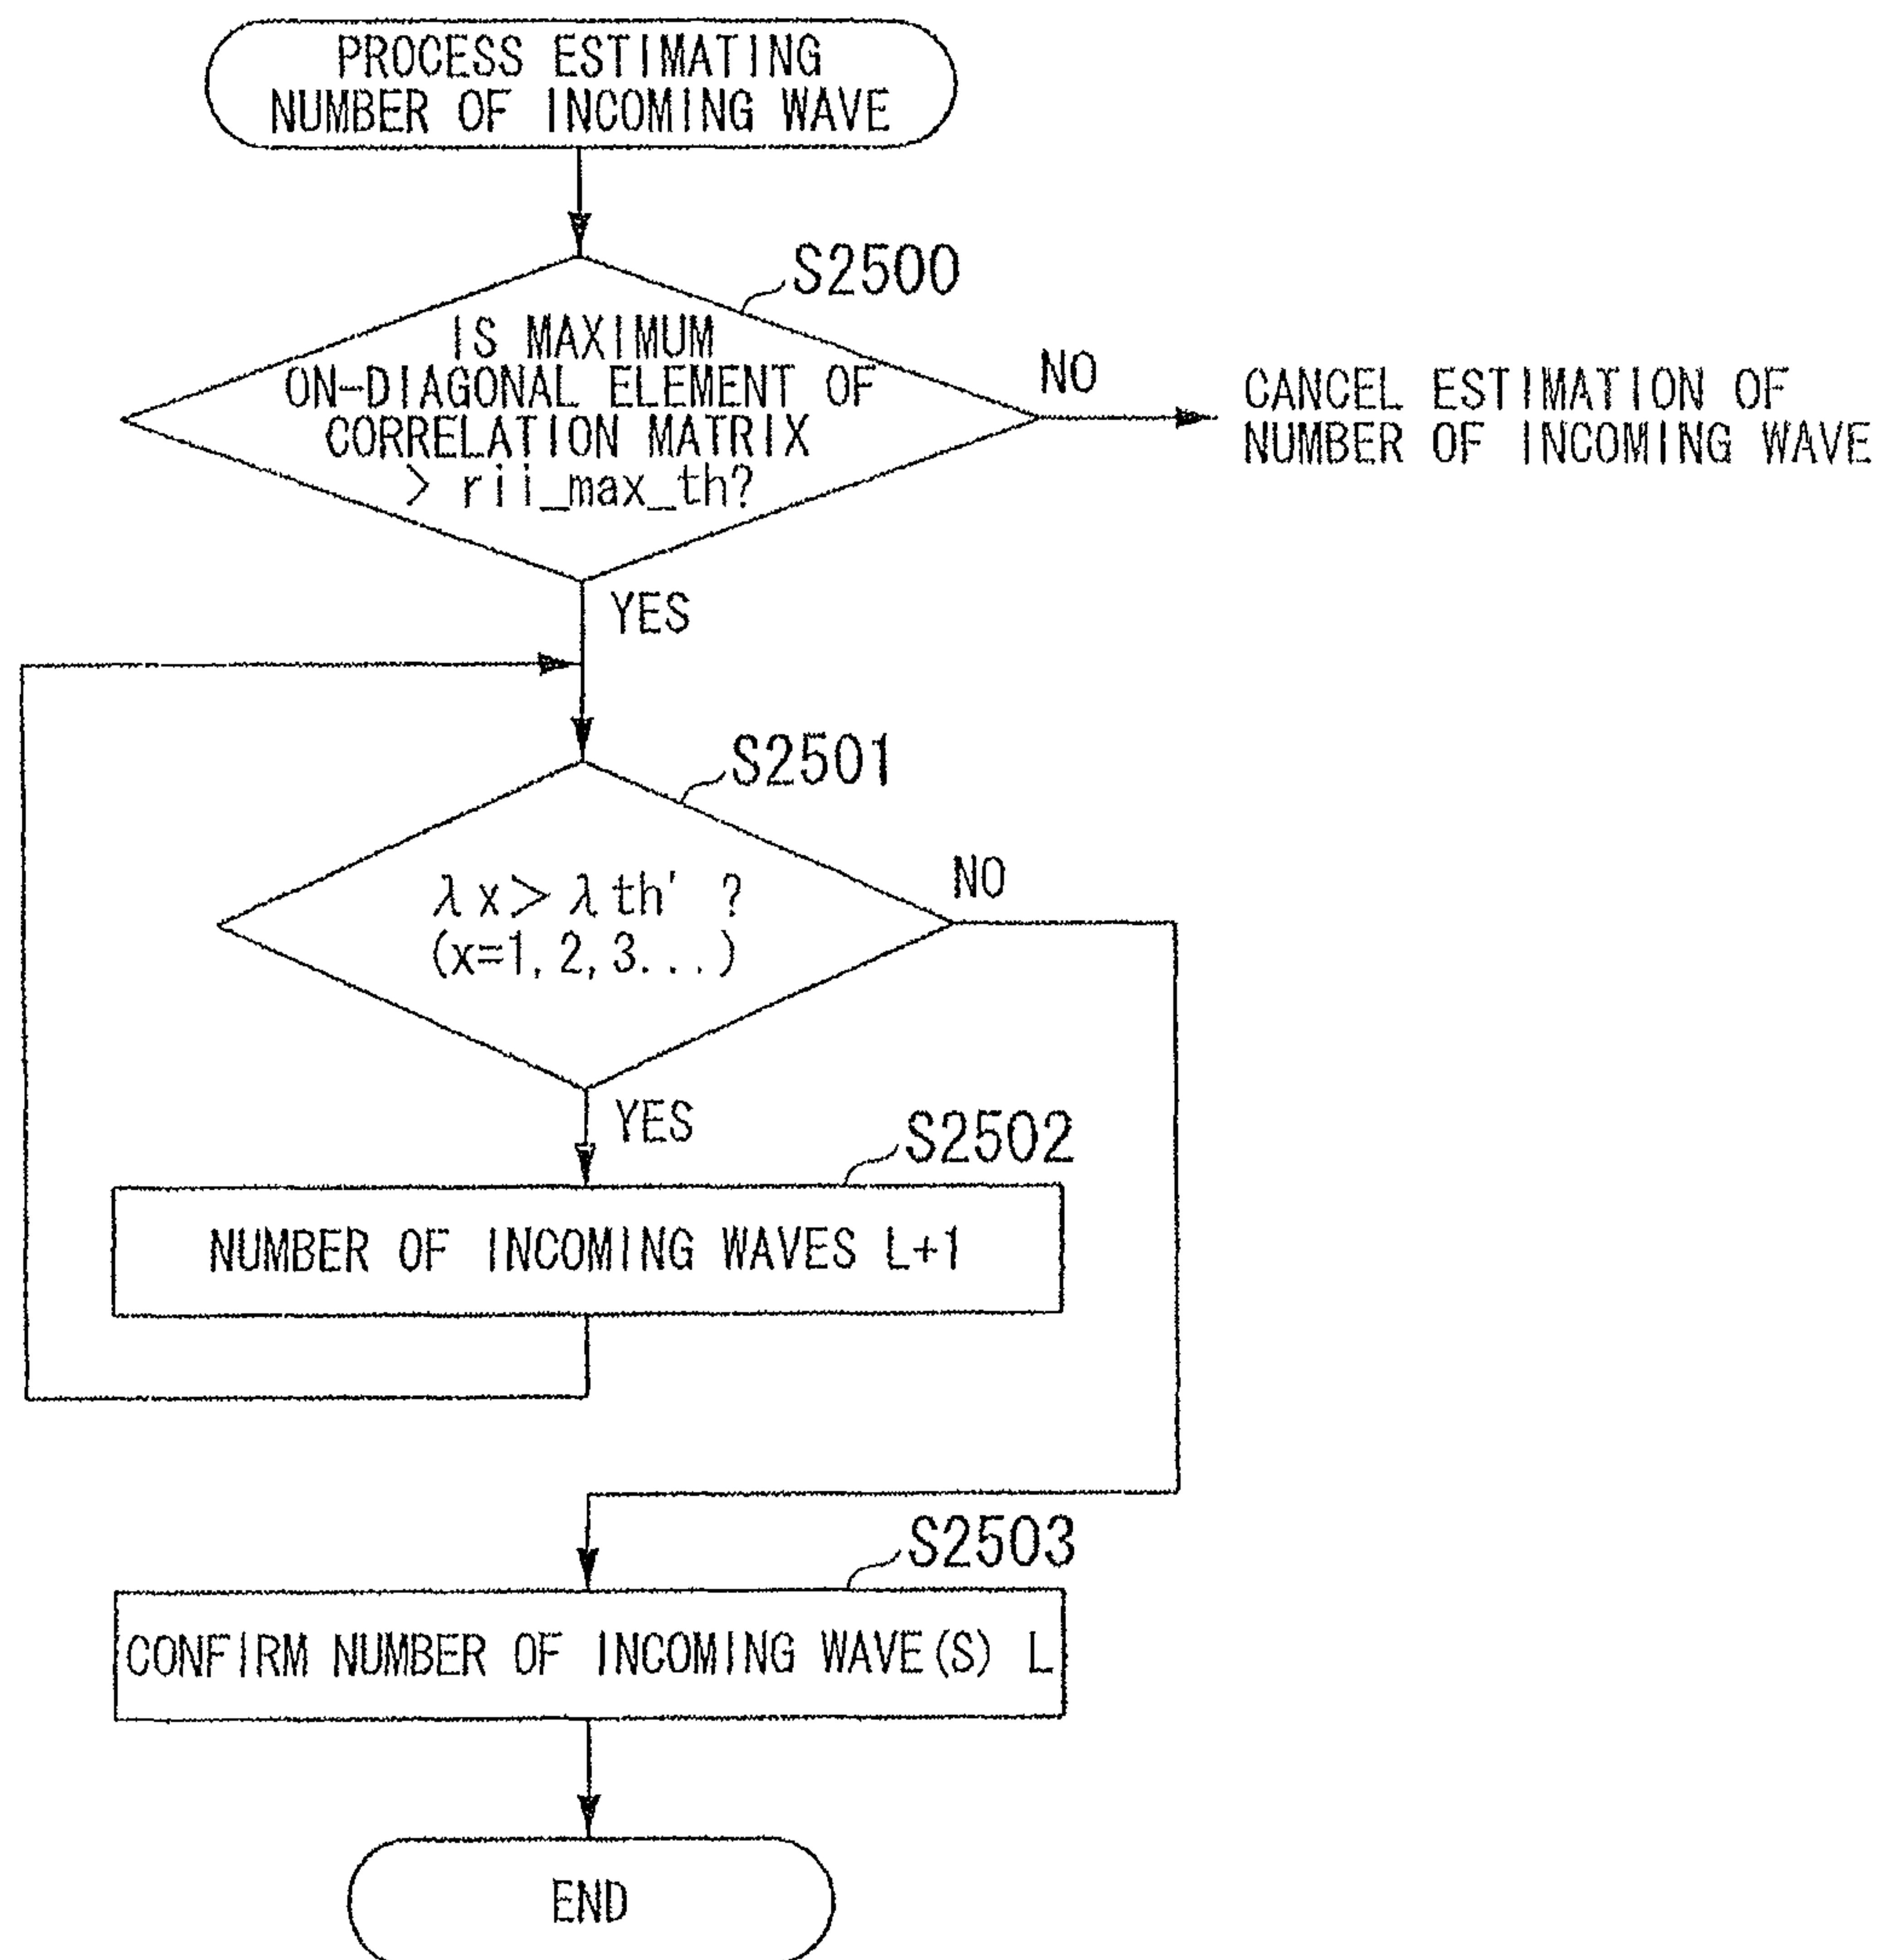 PROCESS ESTIMATING
NUMBER OF INCOMING WAVE
S2500
IS MAXIMUM
ON-DIAGONAL ELEMENT OF
CORRELATION MATRIX
> rii_max_th?
NO
CANCEL ESTIMATION OF
NUMBER OF INCOMING WAVE
YES
S2501
λx>λth' ?
(x=1,2,3...)
NO
YES
S2502
NUMBER OF INCOMING WAVES L+1
S2503
CONFIRM NUMBER OF INCOMING WAVE(S) L
END